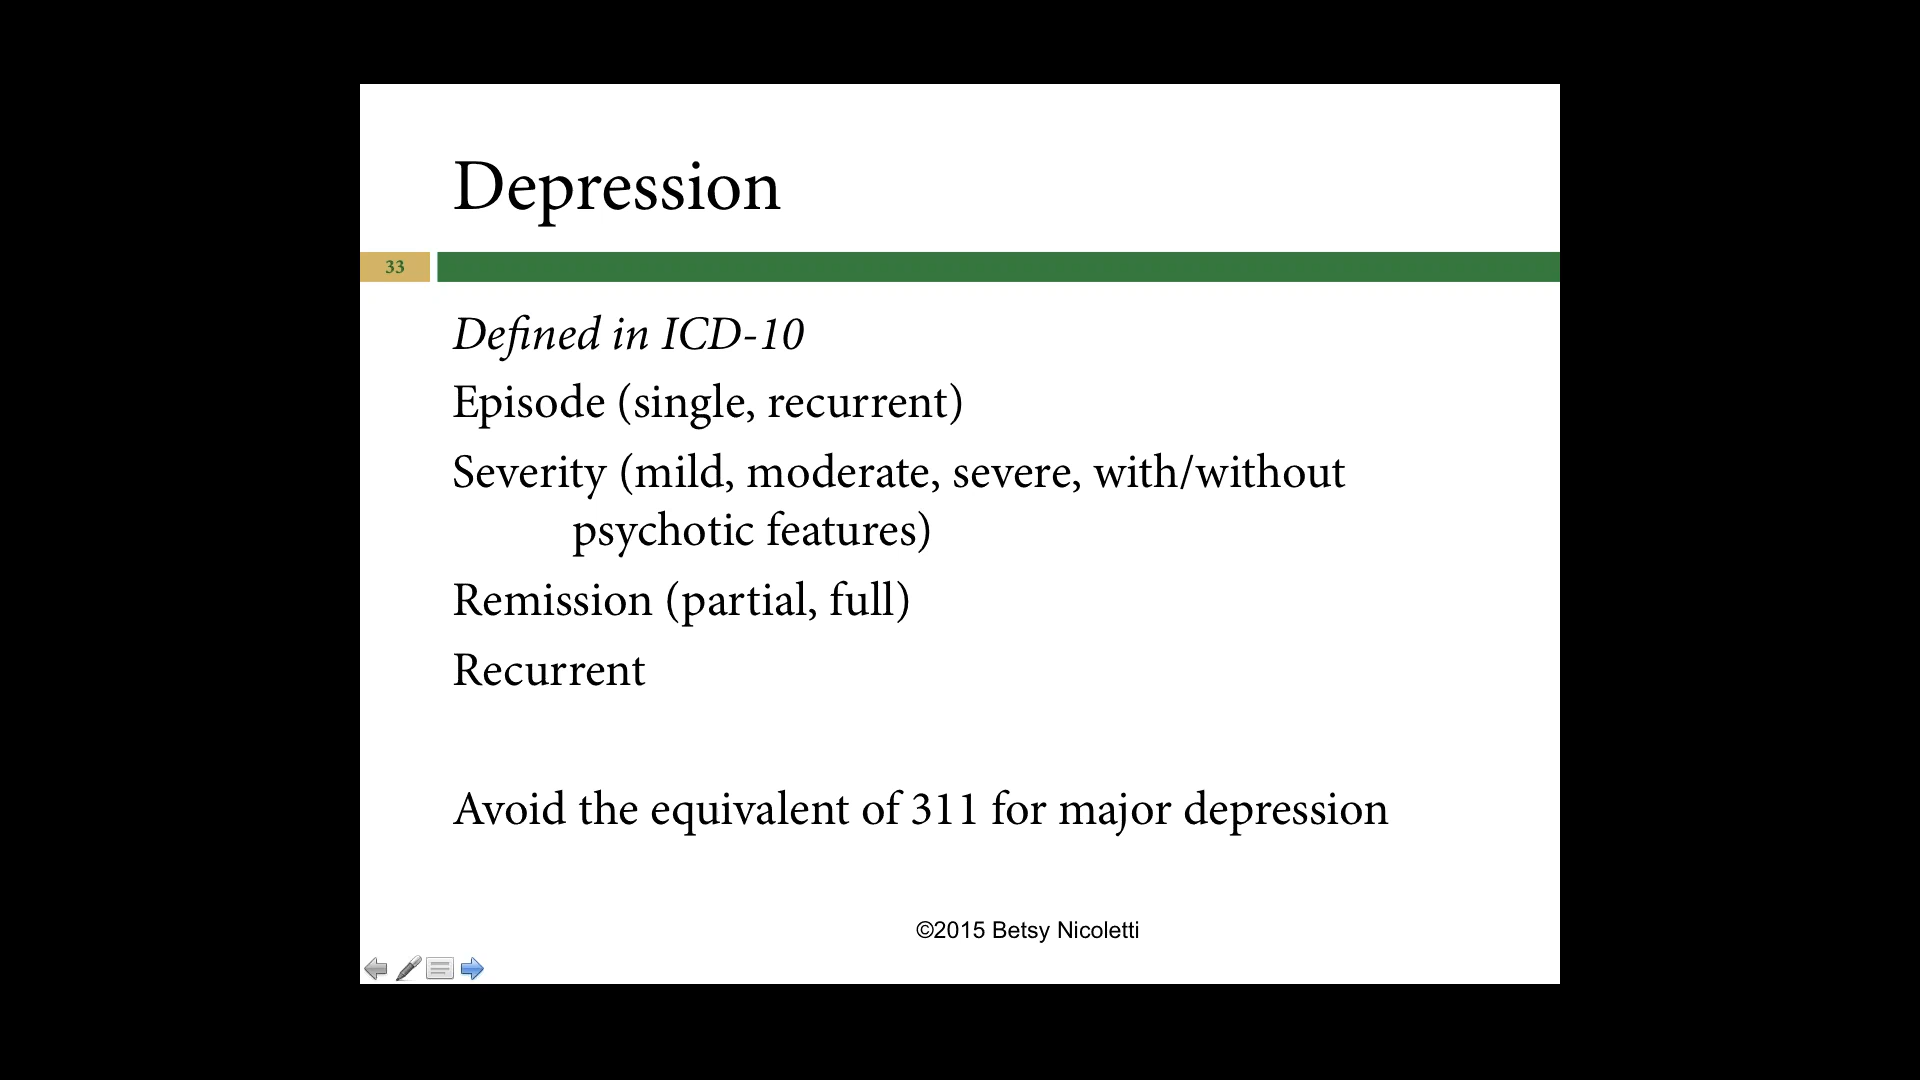 Depression
33
Defined in ICD-10
Episode (single, recurrent)
Severity (mild, moderate, severe, with/without
psychotic features)
Remission (partial, full)
Recurrent
Avoid the equivalent of 311 for major depression
©2015 Betsy Nicoletti